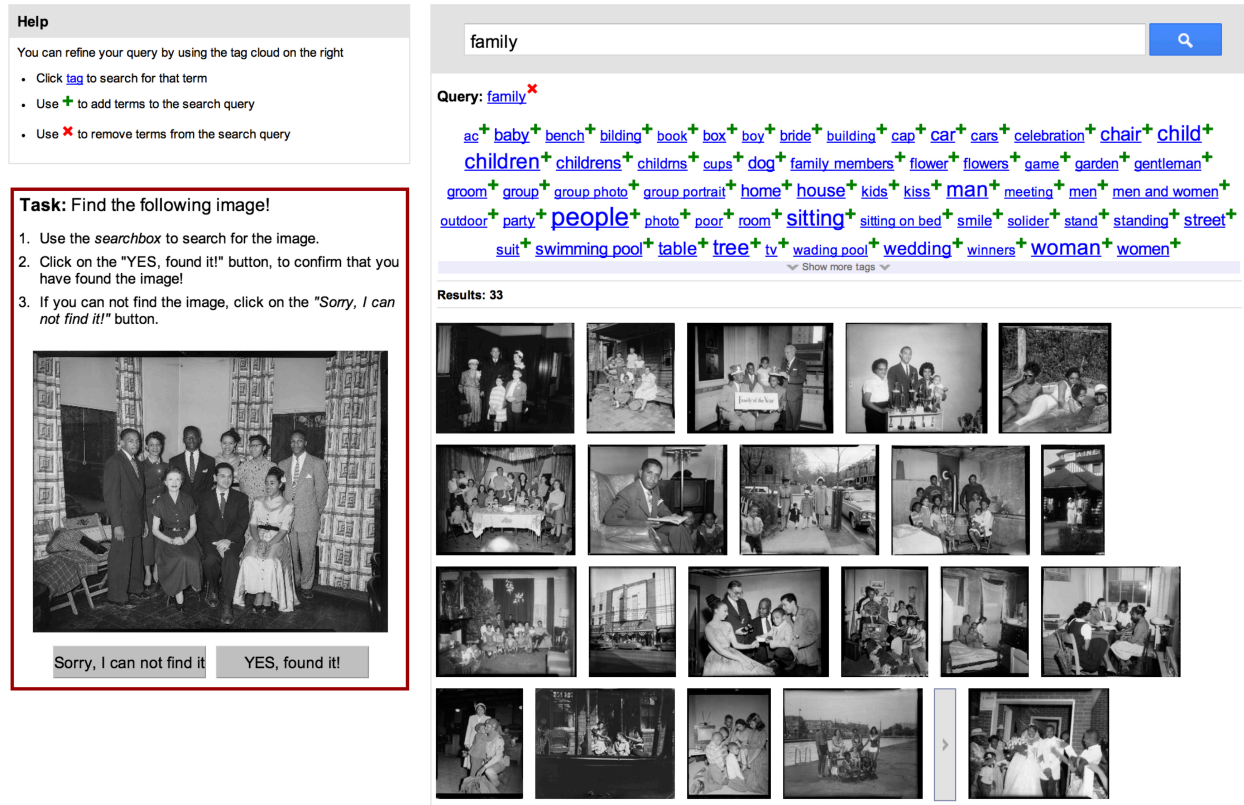 Help
You can refine your query by using the tag cloud on the right
• Click tag to search for that term
• Use + to add terms to the search query
• Use ✖ to remove terms from the search query
Task: Find the following image!
1. Use the searchbox to search for the image.
2. Click on the "YES, found it!" button, to confirm that you
have found the image!
3. If you can not find the image, click on the "Sorry, I can
not find it!" button.
Sorry, I can not find it
YES, found it!
family
Query: family✖
ac+ baby+ bench+ bilding+ book+ box+ boy+ bride+ building+ cap+ car+ cars+ celebration+ chair+ child+
children+ childrens+ childrns+ cups+ dog+ family members+ flower+ flowers+ game+ garden+ gentleman+
groom+ group+ group photo+ group portrait+ home+ house+ kids+ kiss+ man+ meeting+ men+ men and women+
outdoor+ party+ people+ photo+ poor+ room+ sitting+ sitting on bed+ smile+ solider+ stand+ standing+ street+
suit+ swimming pool+ table+ tree+ tv+ wading pool+ wedding+ winners+ woman+ women+
Show more tags
Results: 33
Family of the Year